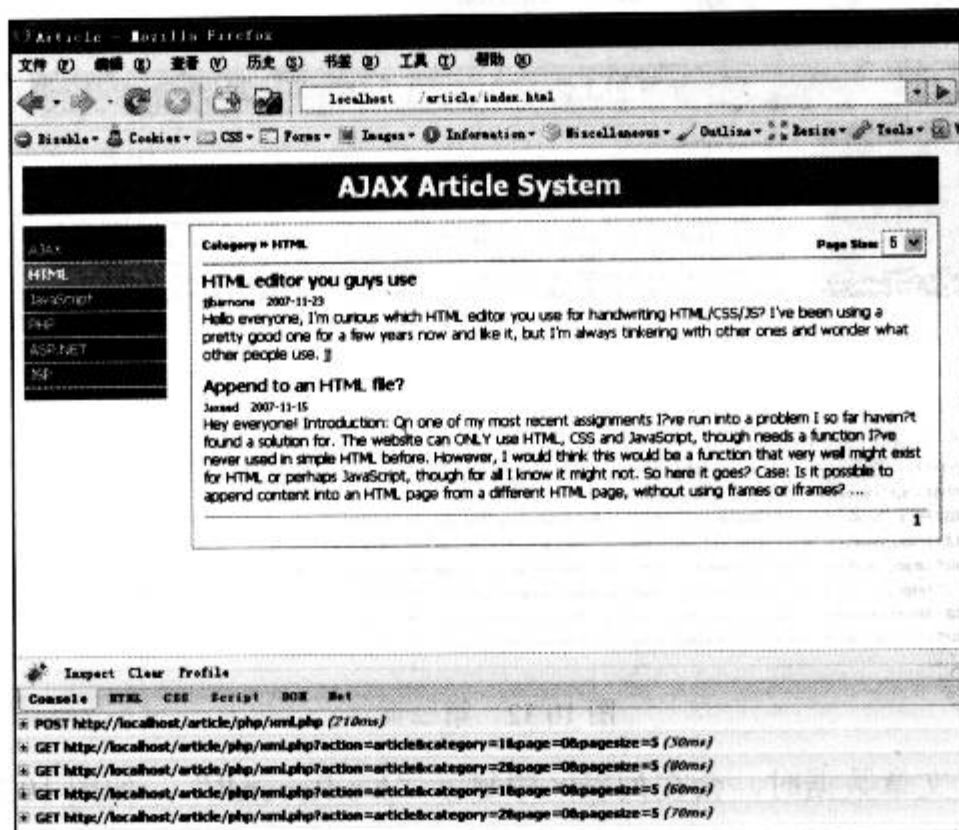 Article - Mozilla Firefox
文件 (F) 编辑 (E) 查看 (V) 历史 (S) 书签 (B) 工具 (T) 帮助 (H)
localhost /article/index.html
Disable Cookies CSS Forms Images Information Miscellaneous Outline Resize Tools V
AJAX Article System
AJAX
HTML
JavaScript
PHP
ASP.NET
JSP
Category » HTML Page Size: 5
HTML editor you guys use
2007-11-23
Hello everyone, I'm curious which HTML editor you use for handwriting HTML/CSS/JS? I've been using a
pretty good one for a few years now and like it, but I'm always tinkering with other ones and wonder what
other people use. jj
Append to an HTML file?
2007-11-15
Hey everyone! Introduction: On one of my most recent assignments I?ve run into a problem I so far haven?t
found a solution for. The website can ONLY use HTML, CSS and JavaScript, though needs a function I?ve
never used in simple HTML before. However, I would think this would be a function that very well might exist
for HTML or perhaps JavaScript, though for all I know it might not. So here it goes? Case: Is it possible to
append content into an HTML page from a different HTML page, without using frames or iframes? ...
1
Inspect Clear Profile
Console HTML CSS Script DOM Net
POST http://localhost/article/php/xml.php (210ms)
GET http://localhost/article/php/xml.php?action=article&category=1&page=0&pagesize=5 (50ms)
GET http://localhost/article/php/xml.php?action=article&category=2&page=0&pagesize=5 (80ms)
GET http://localhost/article/php/xml.php?action=article&category=1&page=0&pagesize=5 (60ms)
GET http://localhost/article/php/xml.php?action=article&category=2&page=0&pagesize=5 (70ms)